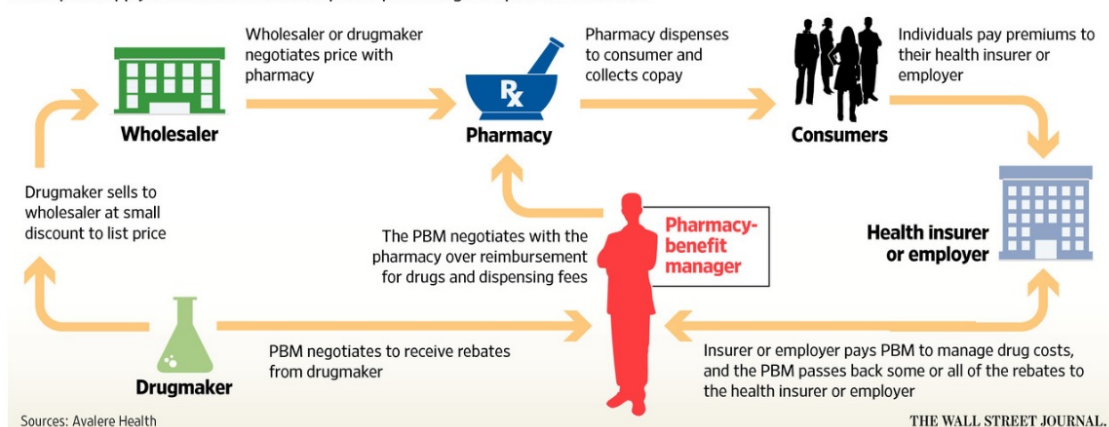 Wholesaler or drugmaker
negotiates price with
pharmacy
Pharmacy dispenses
to consumer and
collects copay
Individuals pay premiums to
their health insurer or
employer
Wholesaler
Rx
Pharmacy
Consumers
Drugmaker sells to
wholesaler at small
discount to list price
The PBM negotiates with the
pharmacy over reimbursement
for drugs and dispensing fees
Pharmacy-
benefit
manager
Health insurer
or employer
Drugmaker
PBM negotiates to receive rebates
from drugmaker
Insurer or employer pays PBM to manage drug costs,
and the PBM passes back some or all of the rebates to
the health insurer or employer
Sources: Avalere Health
THE WALL STREET JOURNAL.